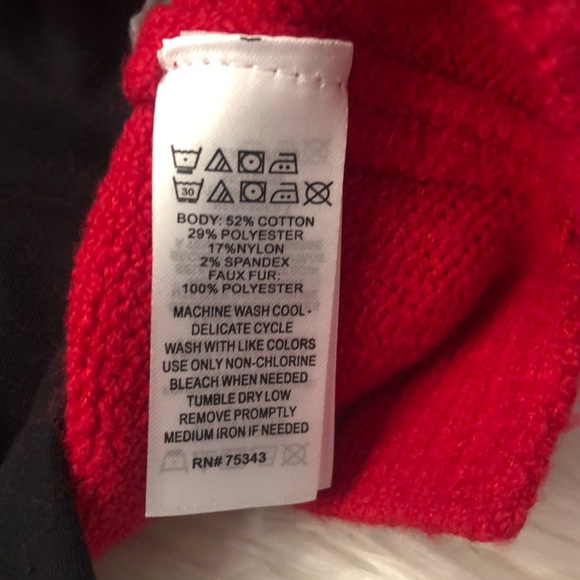 30
BODY: 52% COTTON
29% POLYESTER
17%NYLON
2% SPANDEX
FAUX FUR:
100% POLYESTER
MACHINE WASH COOL-
DELICATE CYCLE
WASH WITH LIKE COLORS
USE ONLY NON-CHLORINE
BLEACH WHEN NEEDED
TUMBLE DRY LOW
REMOVE PROMPTLY
MEDIUM IRON IF NEEDED
RN# 75343